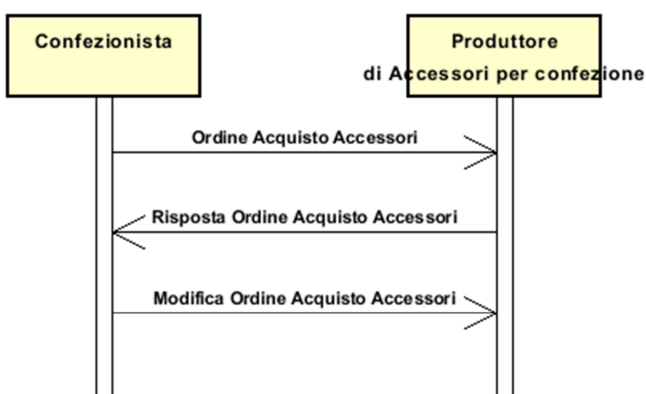 Confezionista
Produttore
di Accessori per confezione
Ordine Acquisto Accessori
Risposta Ordine Acquisto Accessori
Modifica Ordine Acquisto Accessori